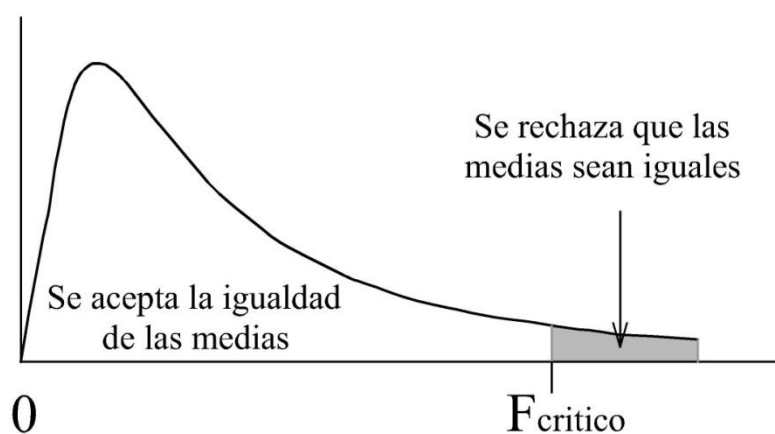 Se rechaza que las
medias sean iguales
Se acepta la igualdad
de las medias
0
Fcritico